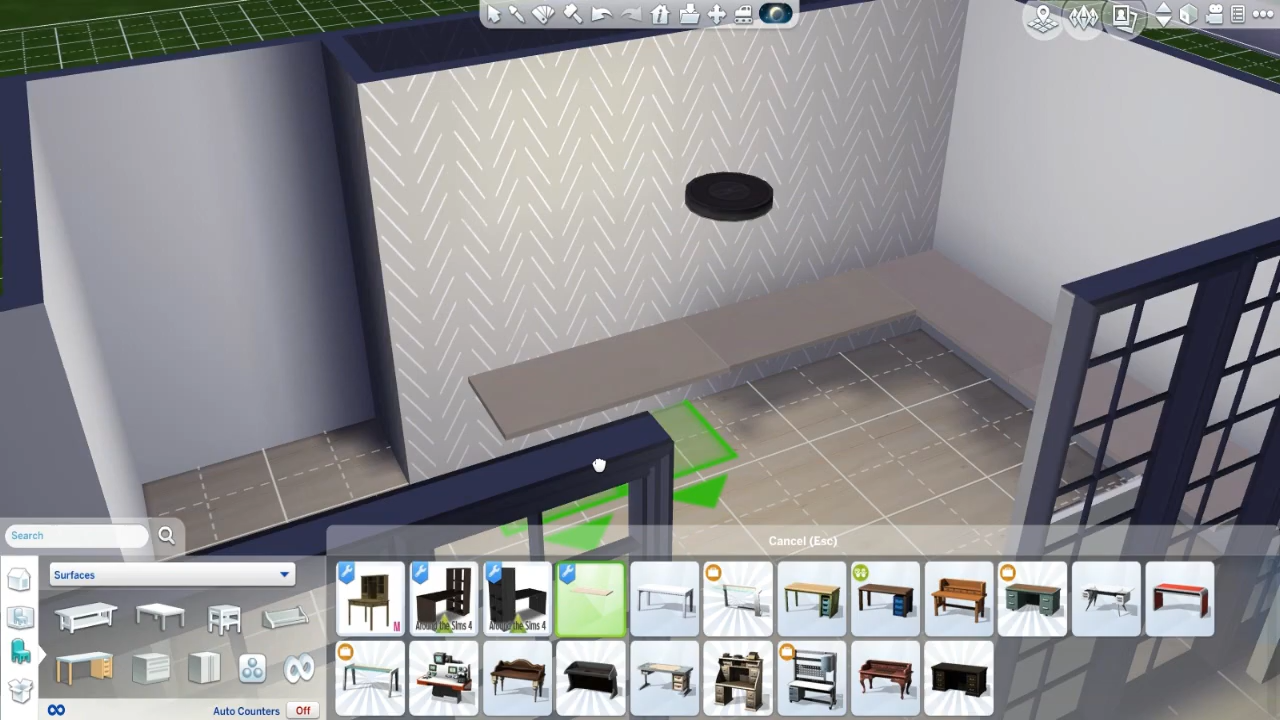 Search
Cancel (Esc)
Surfaces
N
Around the Sims 4
Around the Sims 4
Auto Counters
Off